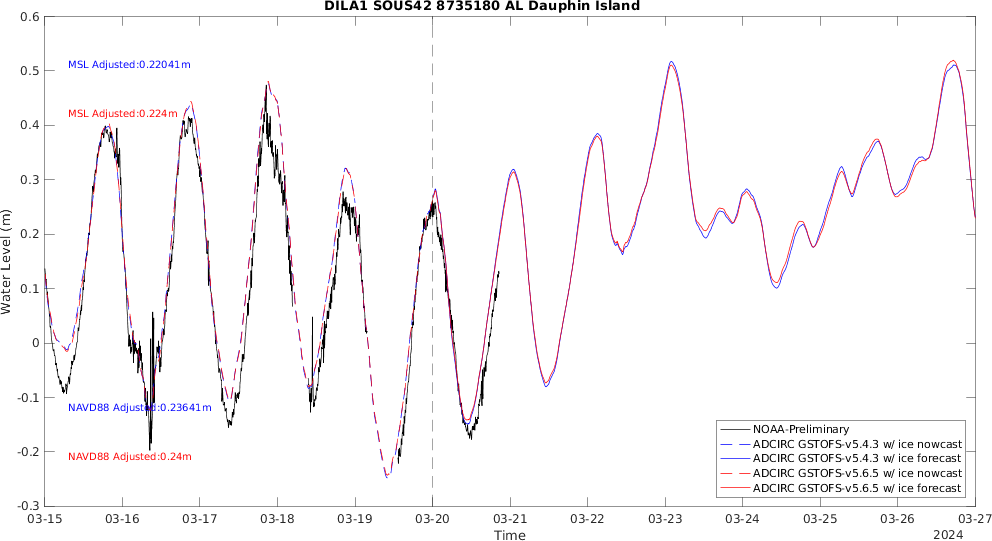 DILA1 SOUS42 8735180 AL Dauphin Island
0.6
0.5
0.4
0.3
0.2
0.1
0
-0.1
-0.2
-0.3
Water Level (m)
MSL Adjusted:0.22041m
MSL Adjusted:0.224m
NAVD88 Adjusted:0.23641m
NAVD88 Adjusted:0.24m
NOAA-Preliminary
ADCIRC GSTOFS-v5.4.3 w/ ice nowcast
ADCIRC GSTOFS-v5.4.3 w/ ice forecast
ADCIRC GSTOFS-v5.6.5 w/ ice nowcast
ADCIRC GSTOFS-v5.6.5 w/ ice forecast
03-15 03-16 03-17 03-18 03-19 03-20 03-21 03-22 03-23 03-24 03-25 03-26 03-27
Time
2024